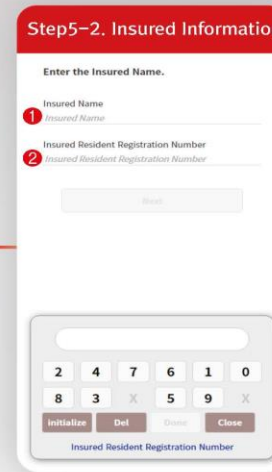 Step5-2. Insured Informatio
Enter the Insured Name.
Insured Name
1 Insured Name
Insured Resident Registration Number
2 Insured Resident Registration Number
Next
2 4 7 6 1 0
8 3 X 5 9 X
initialize Del Done Close
Insured Resident Registration Number